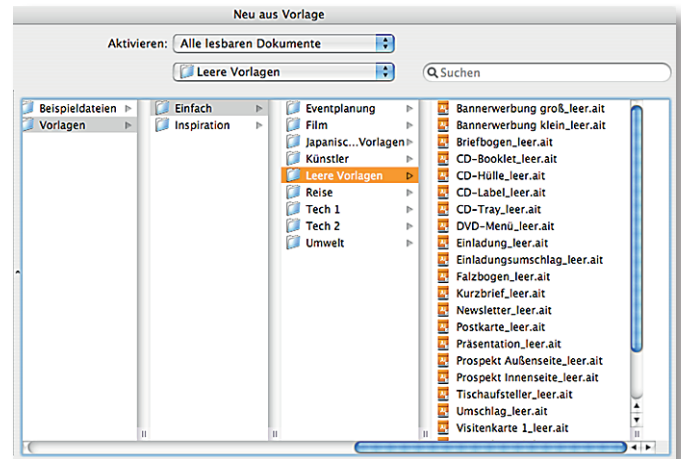 Neu aus Vorlage
Aktivieren: Alle lesbaren Dokumente
Leere Vorlagen
Suchen
Beispieldateien
Vorlagen
Einfach
Inspiration
Eventplanung
Film
Japanisc...Vorlagen
Künstler
Leere Vorlagen
Reise
Tech 1
Tech 2
Umwelt
Bannerwerbung groß_leer.ait
Bannerwerbung klein_leer.ait
Briefbogen_leer.ait
CD-Booklet_leer.ait
CD-Hülle_leer.ait
CD-Label_leer.ait
CD-Tray_leer.ait
DVD-Menü_leer.ait
Einladung_leer.ait
Einladungsumschlag_leer.ait
Falzbogen_leer.ait
Kurzbrief_leer.ait
Newsletter_leer.ait
Postkarte_leer.ait
Präsentation_leer.ait
Prospekt Außenseite_leer.ait
Prospekt Innenseite_leer.ait
Tischaufsteller_leer.ait
Umschlag_leer.ait
Visitenkarte 1_leer.ait